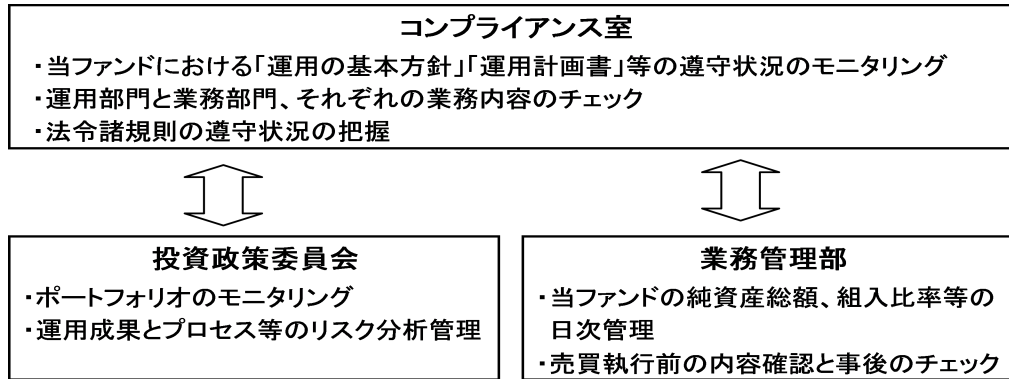 コンプライアンス室
・当ファンドにおける「運用の基本方針」「運用計画書」等の遵守状況のモニタリング
・運用部門と業務部門、それぞれの業務内容のチェック
・法令諸規則の遵守状況の把握
投資政策委員会
・ポートフォリオのモニタリング
・運用成果とプロセス等のリスク分析管理
業務管理部
・当ファンドの純資産総額、組入比率等の
日次管理
・売買執行前の内容確認と事後のチェック